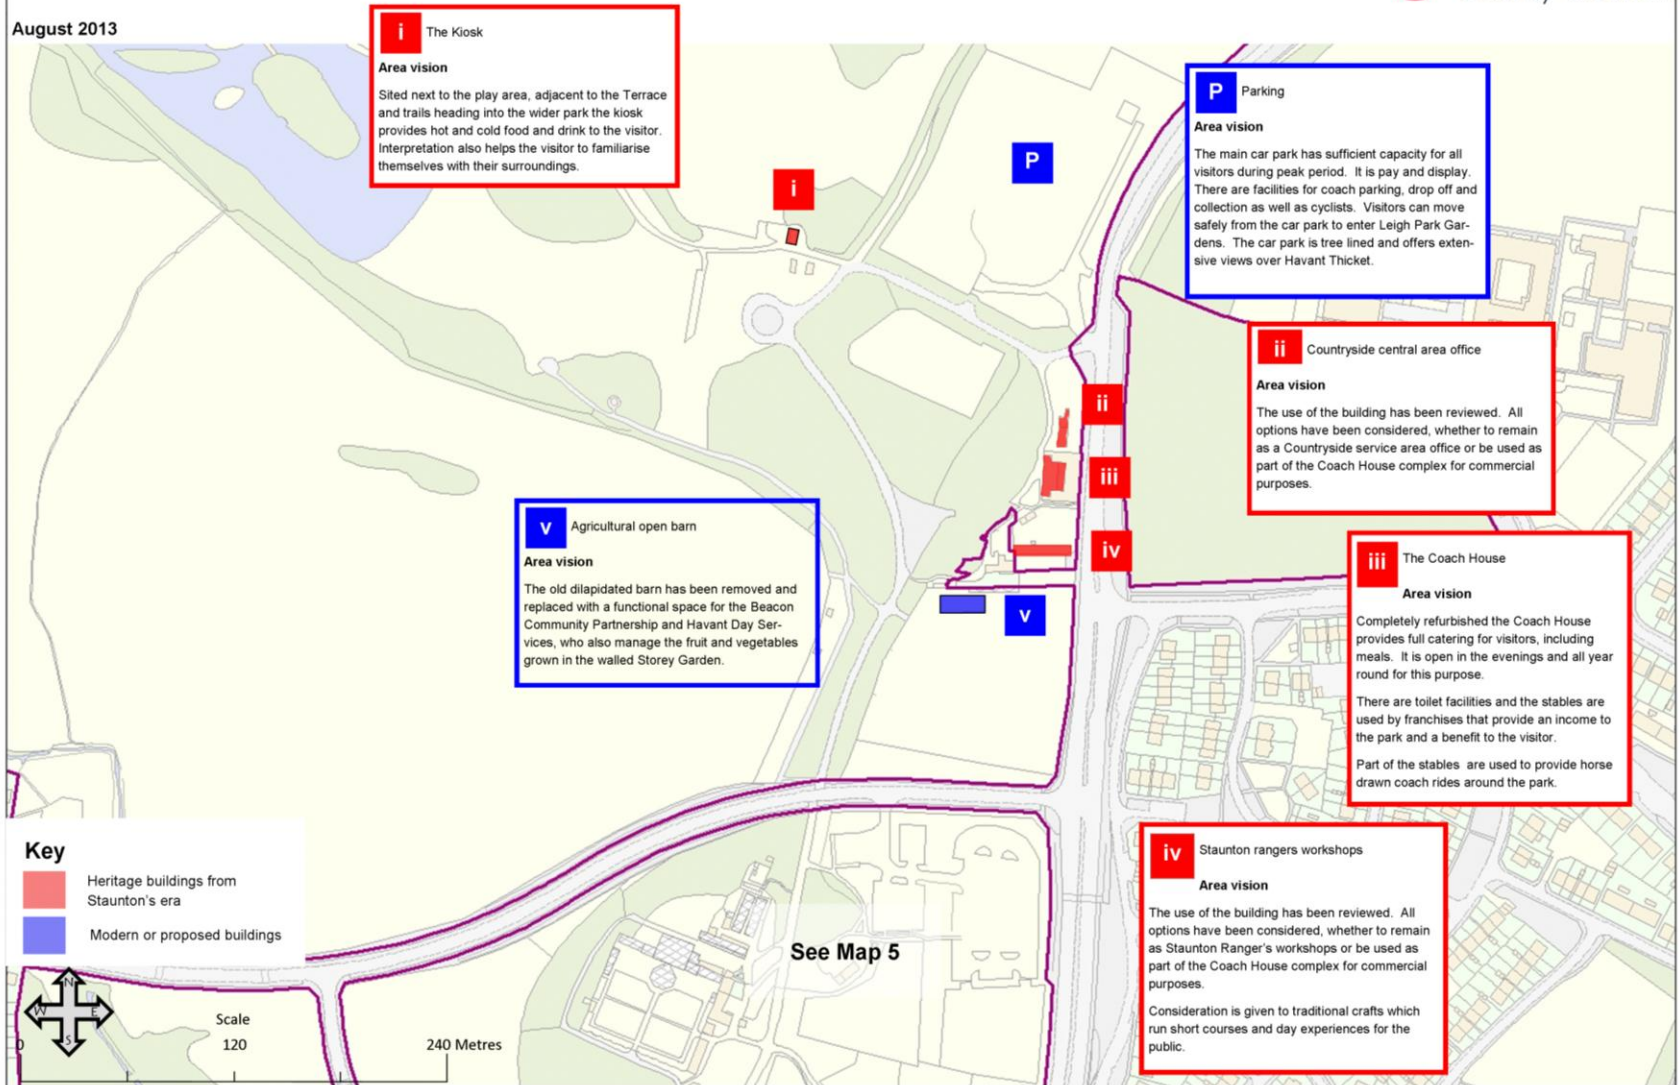 August 2013
i The Kiosk
Area vision
Sited next to the play area, adjacent to the Terrace
and trails heading into the wider park the kiosk
provides hot and cold food and drink to the visitor.
Interpretation also helps the visitor to familiarise
themselves with their surroundings.
P Parking
Area vision
The main car park has sufficient capacity for all
visitors during peak period. It is pay and display.
There are facilities for coach parking, drop off and
collection as well as cyclists. Visitors can move
safely from the car park to enter Leigh Park Gar-
dens. The car park is tree lined and offers exten-
sive views over Havant Thicket.
P
i
ii Countryside central area office
Area vision
The use of the building has been reviewed. All
options have been considered, whether to remain
as a Countryside service area office or be used as
part of the Coach House complex for commercial
purposes.
ii
iii
iv
v
v Agricultural open barn
Area vision
The old dilapidated barn has been removed and
replaced with a functional space for the Beacon
Community Partnership and Havant Day Ser-
vices, who also manage the fruit and vegetables
grown in the walled Storey Garden.
iii The Coach House
Area vision
Completely refurbished the Coach House
provides full catering for visitors, including
meals. It is open in the evenings and all year
round for this purpose.
There are toilet facilities and the stables are
used by franchises that provide an income to
the park and a benefit to the visitor.
Part of the stables are used to provide horse
drawn coach rides around the park.
iv Staunton rangers workshops
Area vision
The use of the building has been reviewed. All
options have been considered, whether to remain
as Staunton Ranger's workshops or be used as
part of the Coach House complex for commercial
purposes.
Consideration is given to traditional crafts which
run short courses and day experiences for the
public.
See Map 5
Key
Heritage buildings from
Staunton's era
Modern or proposed buildings
N
W E
S
Scale
0 120 240 Metres